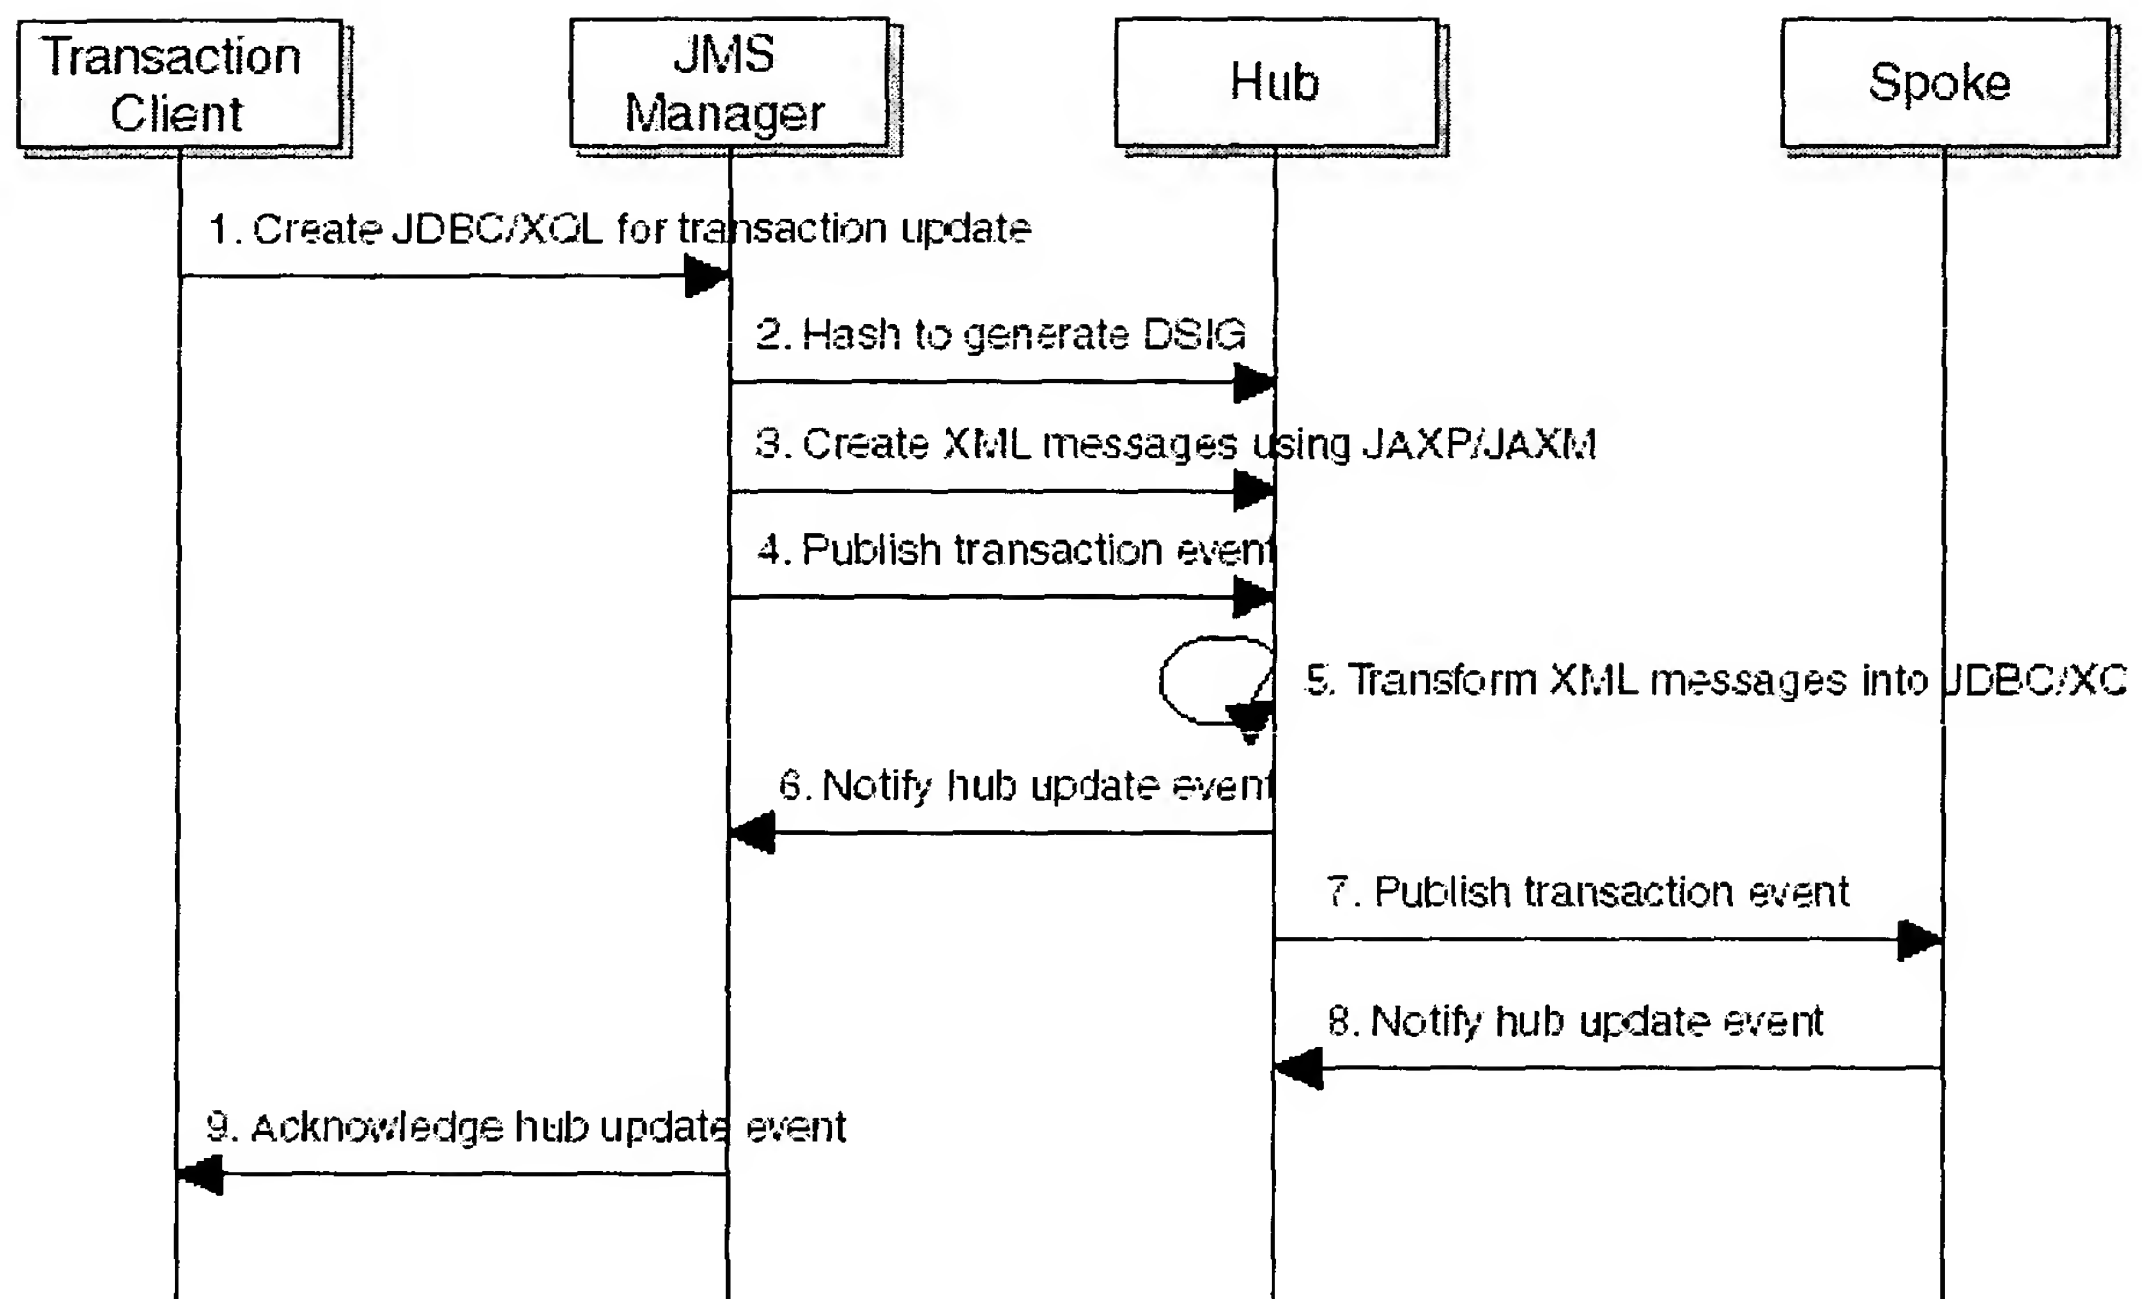 Transaction
Client
JMS
Manager
Hub
Spoke
1. Create JDBC/XQL for transaction update
2. Hash to generate DSIG
3. Create XML messages using JAXP/JAXM
4. Publish transaction event
5. Transform XML messages into JDBC/XQ
6. Notify hub update event
7. Publish transaction event
8. Notify hub update event
9. Acknowledge hub update event